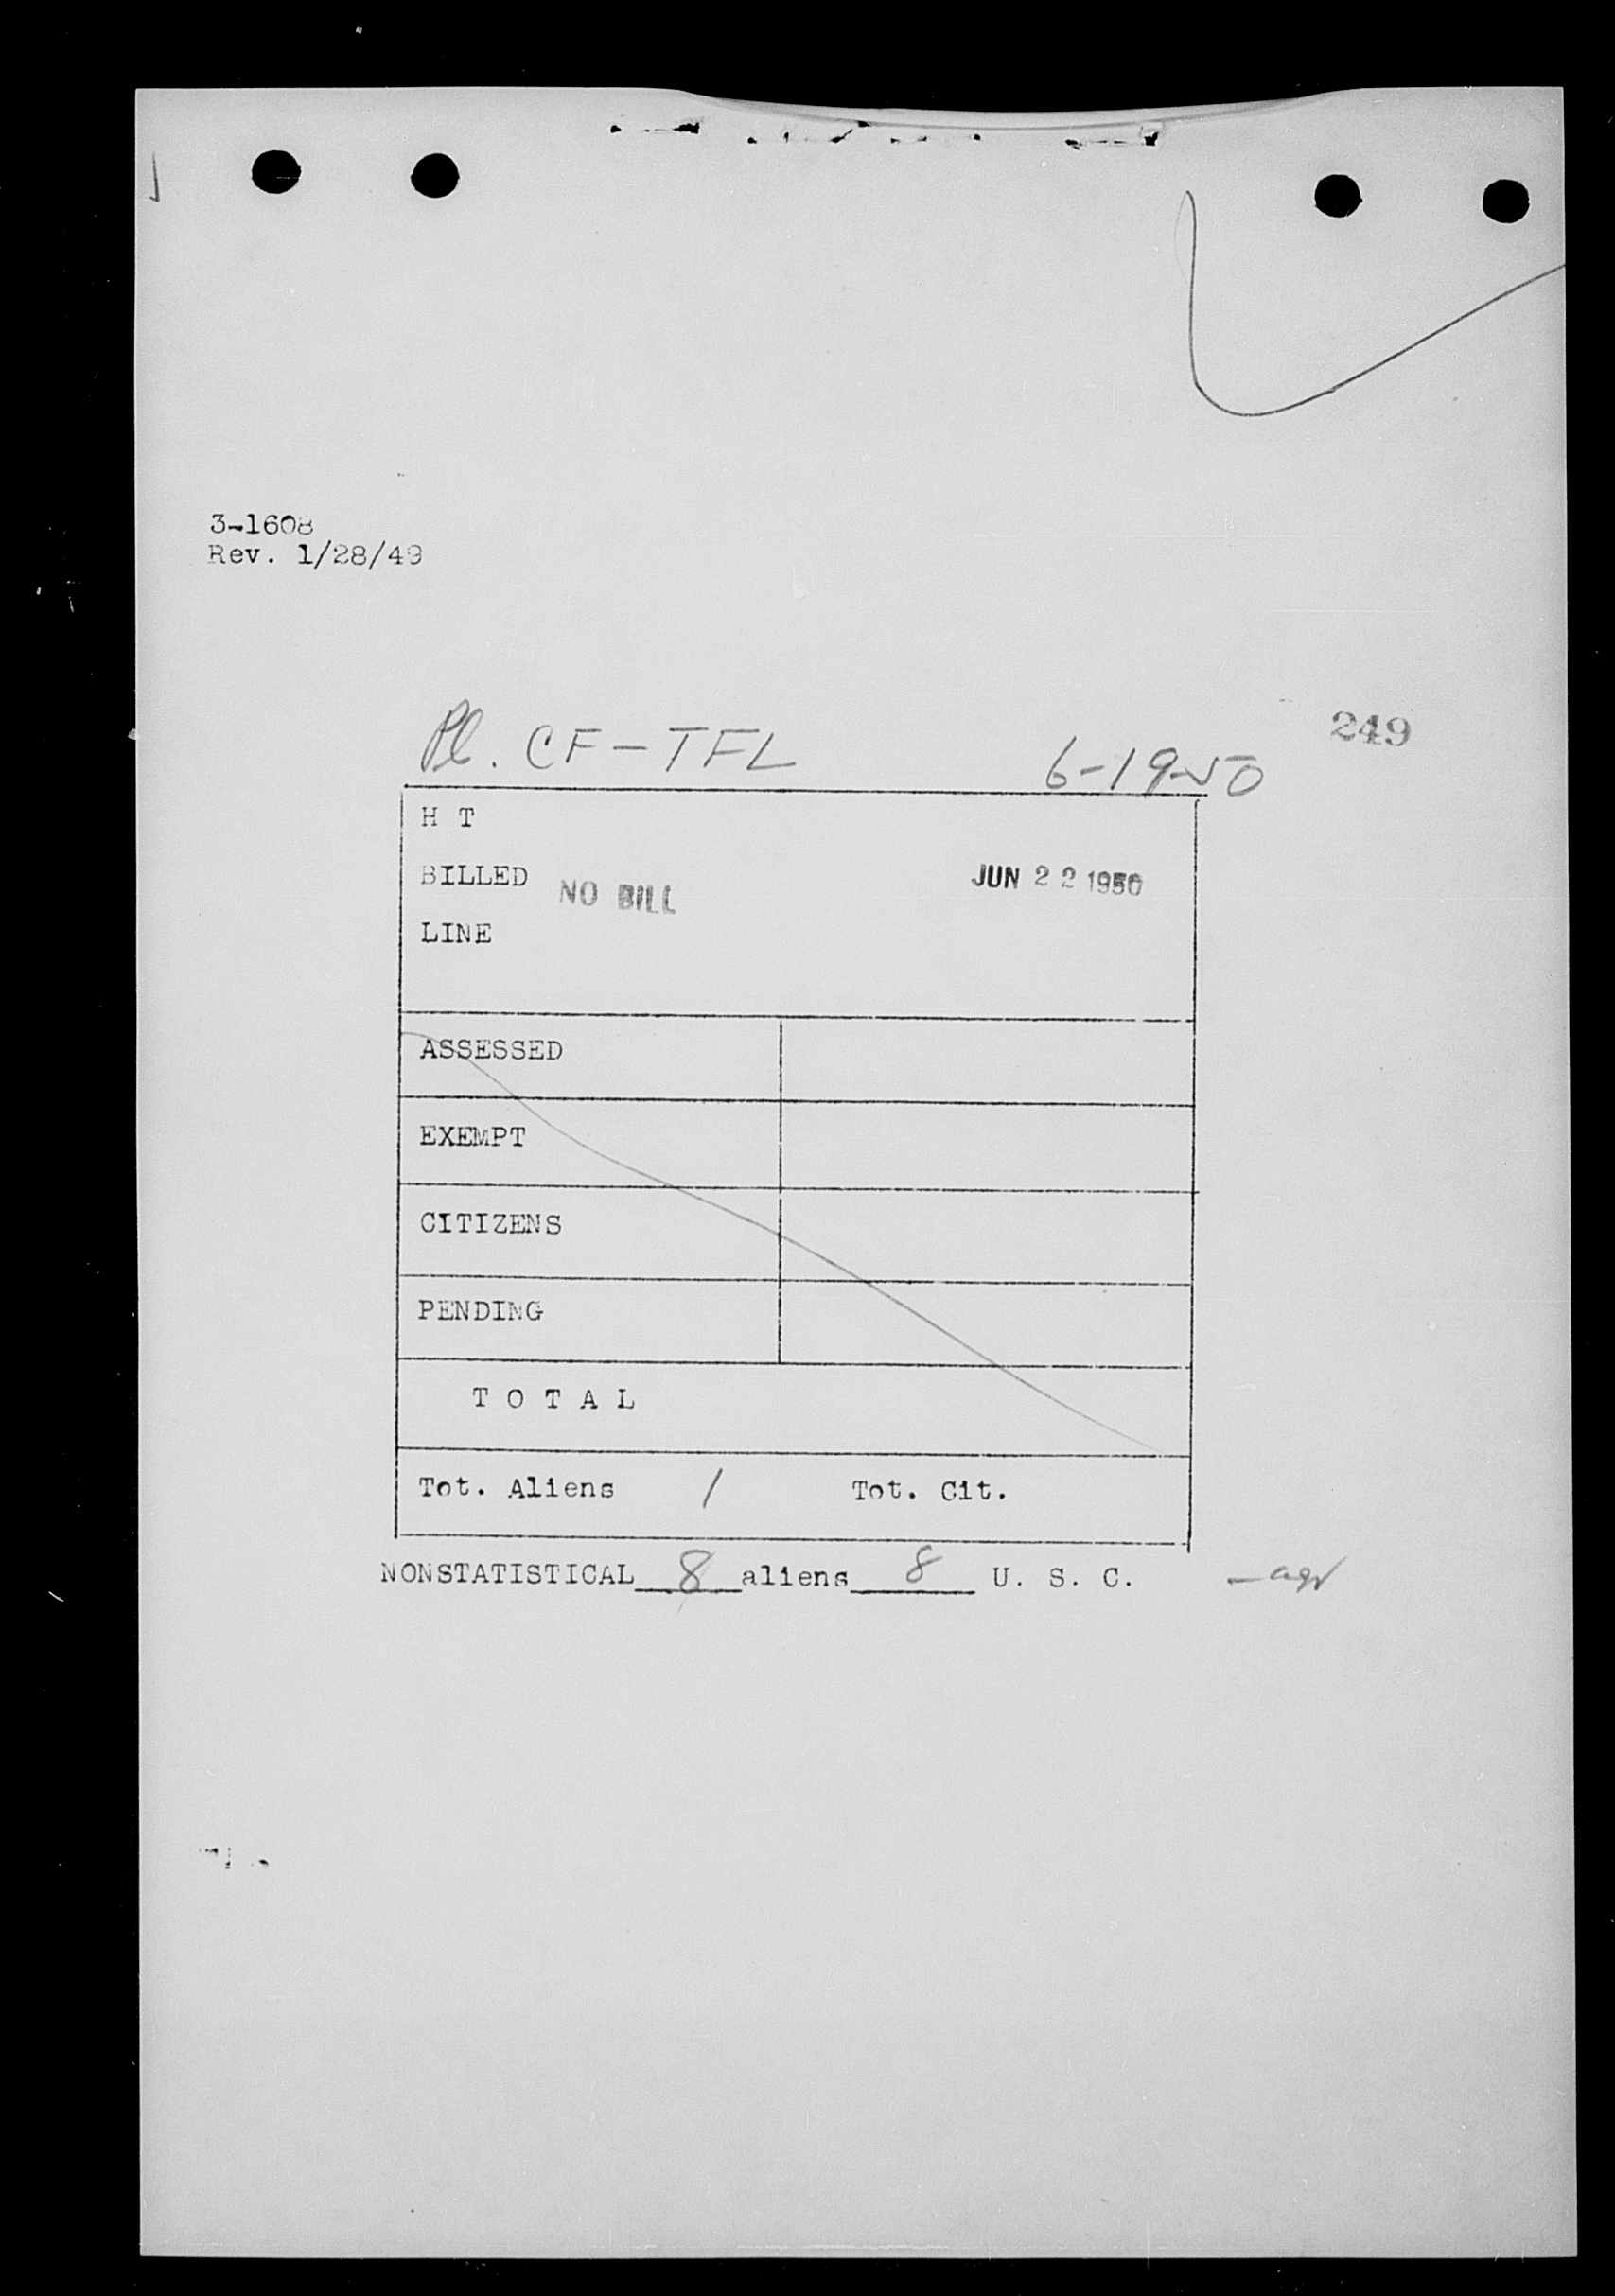 3-1608
Rev. 1/28/49
249
Pl. CF-TFL 6-19-50
H T
BILLED NO BILL JUN 22 1950
LINE
ASSESSED
EXEMPT
CITIZENS
PENDING
T O T A L
Tot. Aliens / Tot. Cit.
NONSTATISTICAL 8 aliens 8 U. S. C.